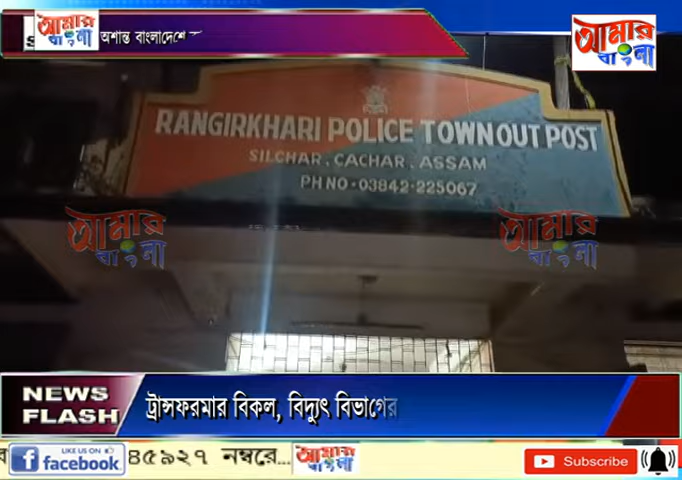 আমার বাংলা
অশান্ত বাংলাদেশে
আমার বাংলা
RANGIRKHARI POLICE TOWN OUT POST
SILCHAR, CACHAR, ASSAM
PH NO - 03842-225067
আমার বাংলা
আমার বাংলা
NEWS FLASH
ট্রান্সফরমার বিকল, বিদ্যুৎ বিভাগের
LIKE US ON
facebook.
৪৫৯২৭ নম্বরে...
আমার বাংলা
Subscribe